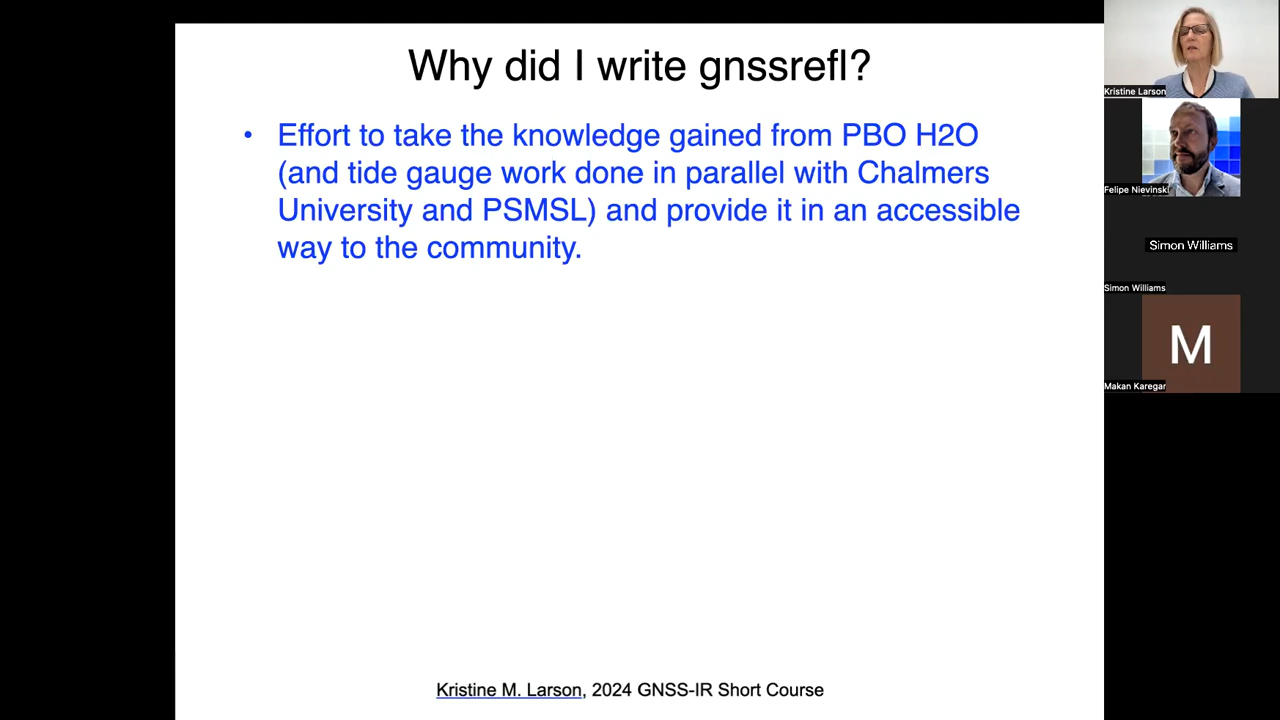 Why did I write gnssrefl?
• Effort to take the knowledge gained from PBO H2O
(and tide gauge work done in parallel with Chalmers
University and PSMSL) and provide it in an accessible
way to the community.
Kristine M. Larson, 2024 GNSS-IR Short Course
Kristine Larson
Felipe Nievinski
Simon Williams
Simon Williams
M
Makan Karegar